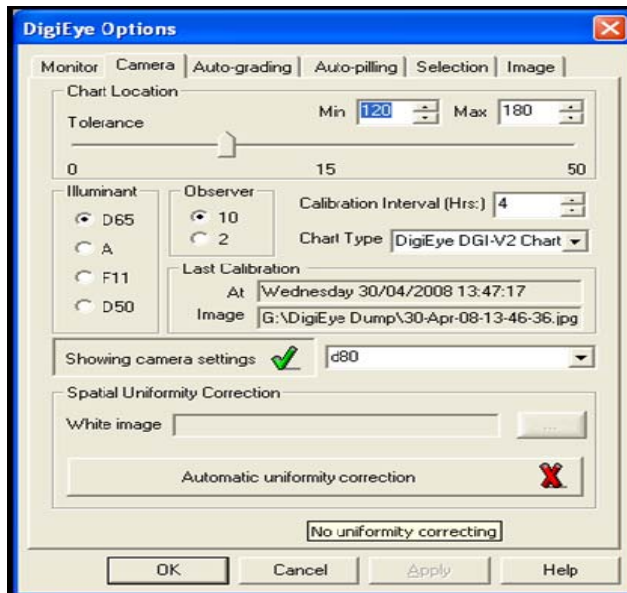 DigiEye Options
Monitor Camera Auto-grading Auto-pilling Selection Image
Chart Location
Tolerance Min 120 Max 180
0 15 50
Illuminant
D65
A
F11
D50
Observer
10
2
Calibration Interval (Hrs:) 4
Chart Type DigiEye DGI-V2 Chart
Last Calibration
At Wednesday 30/04/2008 13:47:17
Image G:\DigiEye Dump\30-Apr-08-13-46-36.jpg
Showing camera settings d80
Spatial Uniformity Correction
White image ...
Automatic uniformity correction
No uniformity correcting
OK Cancel Apply Help